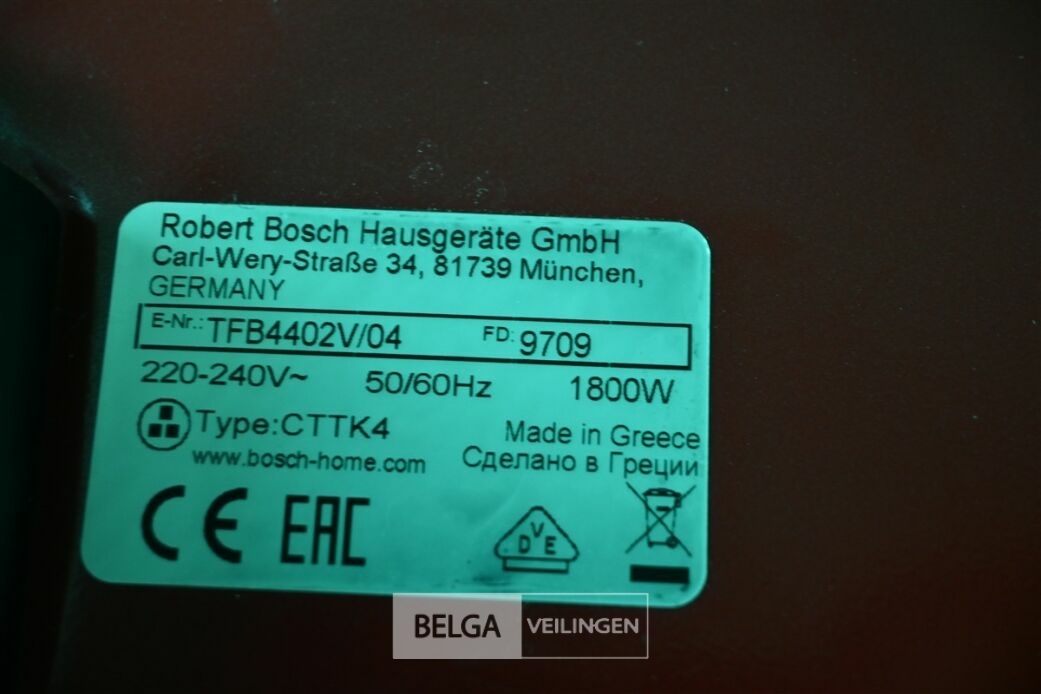 Robert Bosch Hausgeräte GmbH
Carl-Wery-Straße 34, 81739 München,
GERMANY
E-Nr.: TFB4402V/04 FD: 9709
220-240V~ 50/60Hz 1800W
Type:CTTK4
Made in Greece
www.bosch-home.com
Сделано в Греции
CE EAC
VDE
BELGA VEILINGEN